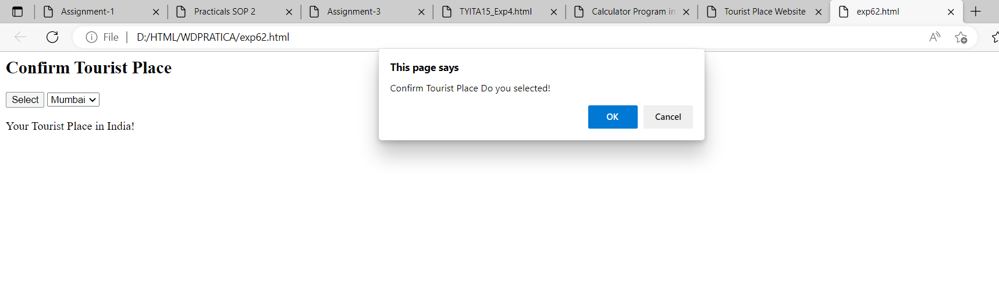 Assignment-1 Practicals SOP 2 Assignment-3 TYITA15_Exp4.html Calculator Program in Tourist Place Website exp62.html
File D:/HTML/WDPRATICA/exp62.html
Confirm Tourist Place
Select Mumbai
Your Tourist Place in India!
This page says
Confirm Tourist Place Do you selected!
OK Cancel